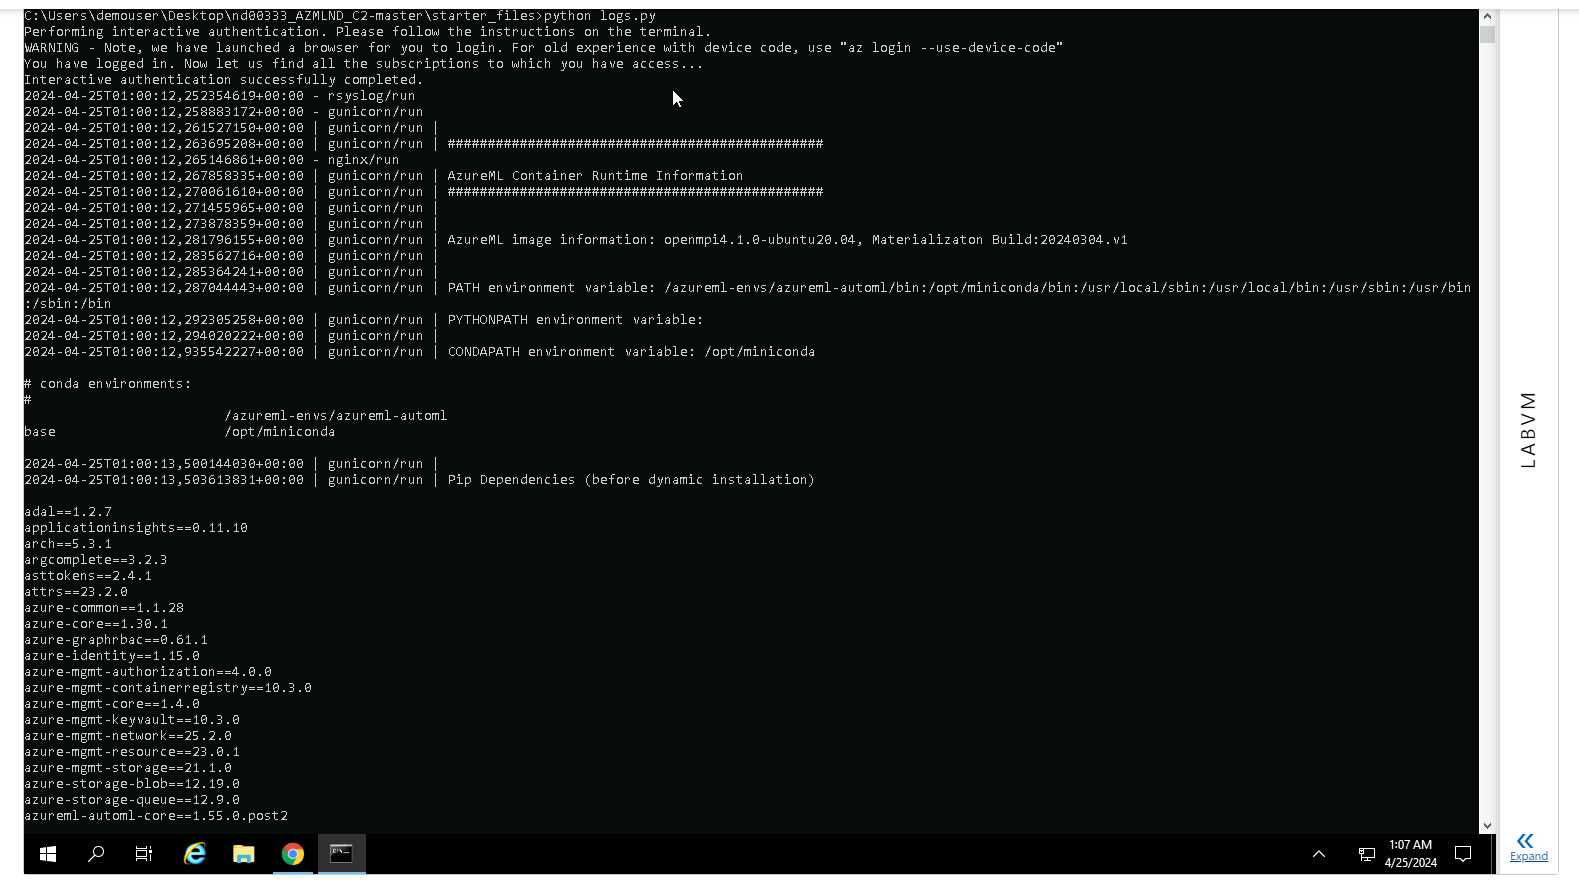 C:\Users\demouser\Desktop\nd00333_AZMLND_C2-master\starter_files>python logs.py
Performing interactive authentication. Please follow the instructions on the terminal.
WARNING - Note, we have launched a browser for you to login. For old experience with device code, use "az login --use-device-code"
You have logged in. Now let us find all the subscriptions to which you have access...
Interactive authentication successfully completed.
2024-04-25T01:00:12,252354619+00:00 - rsyslog/run
2024-04-25T01:00:12,258883172+00:00 - gunicorn/run
2024-04-25T01:00:12,261527150+00:00 | gunicorn/run |
2024-04-25T01:00:12,263695208+00:00 | gunicorn/run | ###############################################
2024-04-25T01:00:12,265146861+00:00 - nginx/run
2024-04-25T01:00:12,267858335+00:00 | gunicorn/run | AzureML Container Runtime Information
2024-04-25T01:00:12,270061610+00:00 | gunicorn/run | ###############################################
2024-04-25T01:00:12,271455965+00:00 | gunicorn/run |
2024-04-25T01:00:12,273878359+00:00 | gunicorn/run |
2024-04-25T01:00:12,281796155+00:00 | gunicorn/run | AzureML image information: openmpi4.1.0-ubuntu20.04, Materializaton Build:20240304.v1
2024-04-25T01:00:12,283562716+00:00 | gunicorn/run |
2024-04-25T01:00:12,285364241+00:00 | gunicorn/run |
2024-04-25T01:00:12,287044443+00:00 | gunicorn/run | PATH environment variable: /azureml-envs/azureml-automl/bin:/opt/miniconda/bin:/usr/local/sbin:/usr/local/bin:/usr/sbin:/usr/bin
:/sbin:/bin
2024-04-25T01:00:12,292305258+00:00 | gunicorn/run | PYTHONPATH environment variable:
2024-04-25T01:00:12,294020222+00:00 | gunicorn/run |
2024-04-25T01:00:12,935542227+00:00 | gunicorn/run | CONDAPATH environment variable: /opt/miniconda
# conda environments:
#
/azureml-envs/azureml-automl
base /opt/miniconda
2024-04-25T01:00:13,500144030+00:00 | gunicorn/run |
2024-04-25T01:00:13,503613831+00:00 | gunicorn/run | Pip Dependencies (before dynamic installation)
adal==1.2.7
applicationinsights==0.11.10
arch==5.3.1
argcomplete==3.2.3
asttokens==2.4.1
attrs==23.2.0
azure-common==1.1.28
azure-core==1.30.1
azure-graphrbac==0.61.1
azure-identity==1.15.0
azure-mgmt-authorization==4.0.0
azure-mgmt-containerregistry==10.3.0
azure-mgmt-core==1.4.0
azure-mgmt-keyvault==10.3.0
azure-mgmt-network==25.2.0
azure-mgmt-resource==23.0.1
azure-mgmt-storage==21.1.0
azure-storage-blob==12.19.0
azure-storage-queue==12.9.0
azureml-automl-core==1.55.0.post2
1:07 AM
4/25/2024
LABVM
Expand